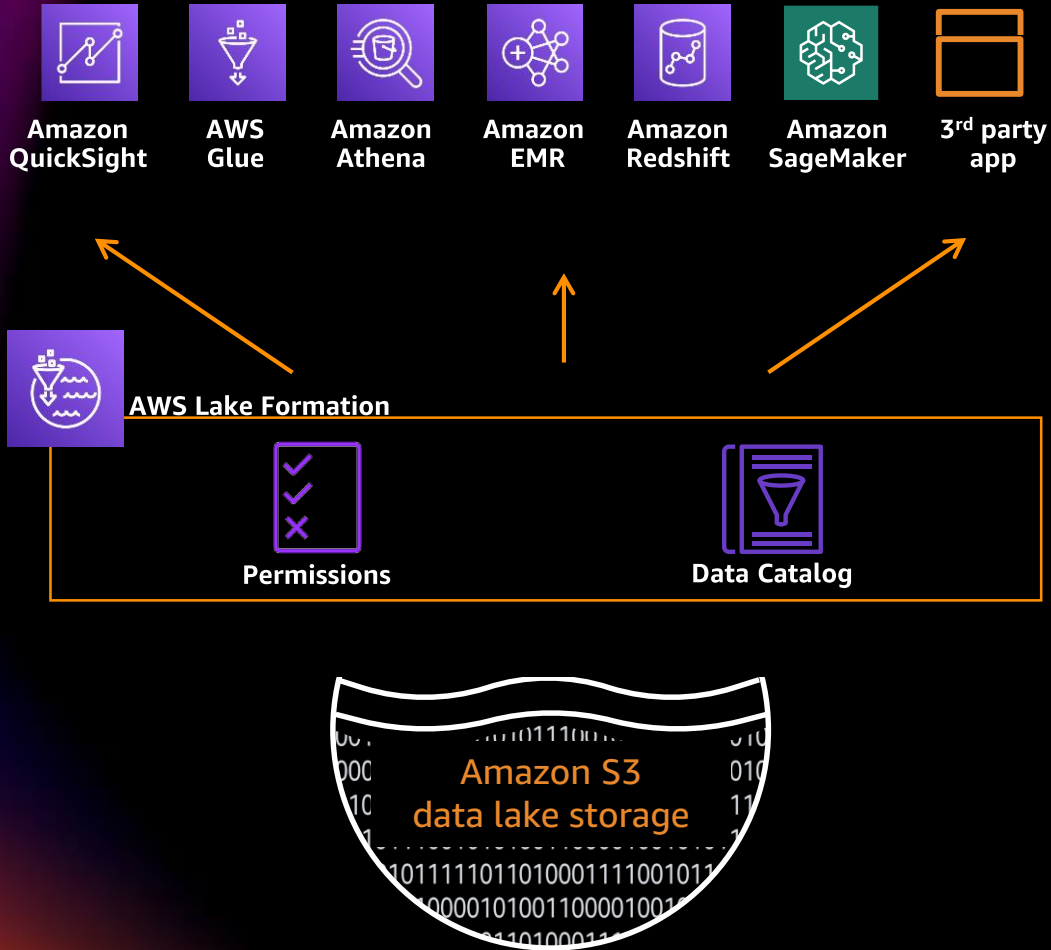 Amazon QuickSight
AWS Glue
Amazon Athena
Amazon EMR
Amazon Redshift
Amazon SageMaker
3rd party app
AWS Lake Formation
Permissions
Data Catalog
Amazon S3
data lake storage